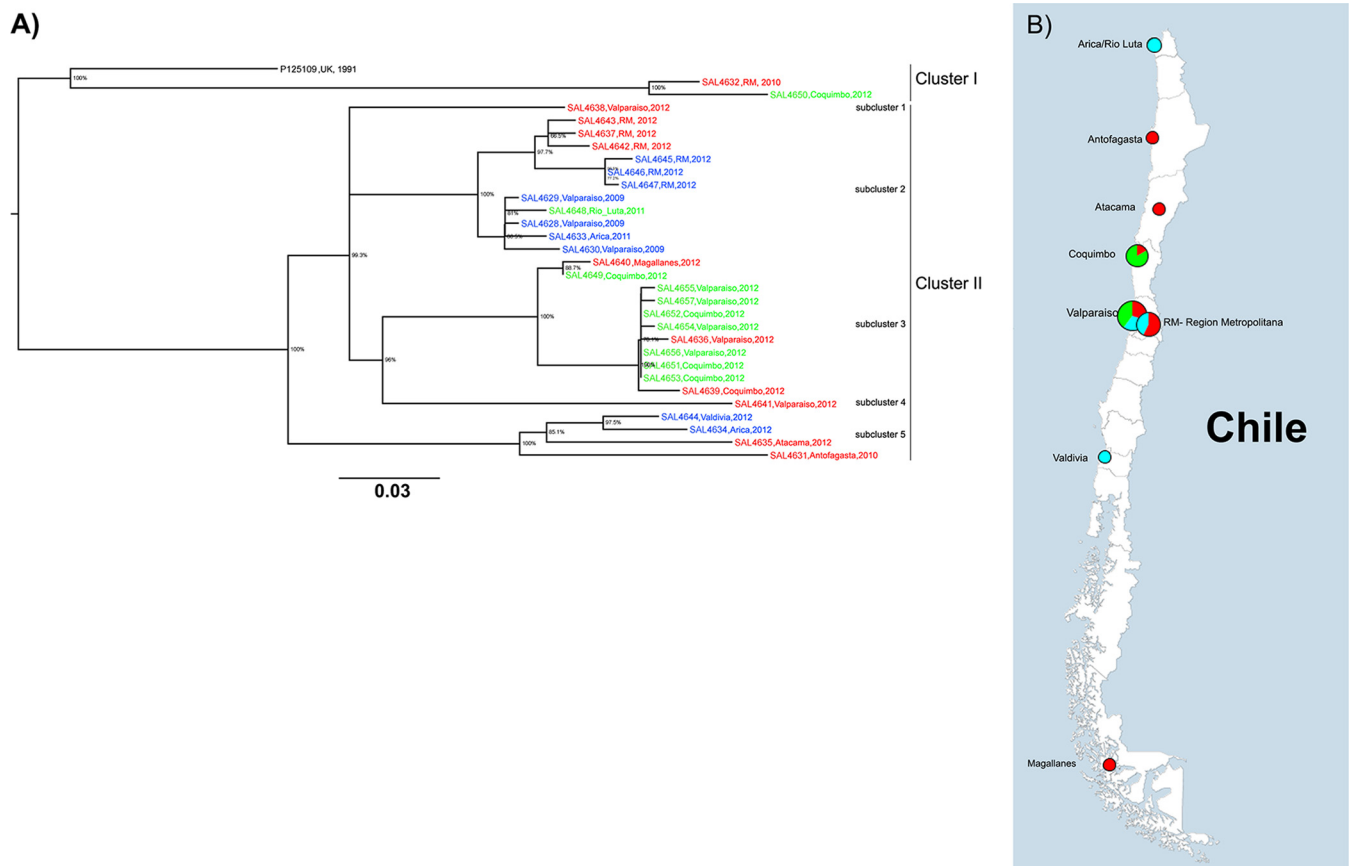 A)
P125109,UK, 1991
100%
SAL4632,RM, 2010
100%
SAL4650,Coquimbo,2012
Cluster I
SAL4638,Valparaiso,2012
subcluster 1
SAL4643,RM, 2012
66.5%
SAL4637,RM, 2012
SAL4642,RM, 2012
97.7%
SAL4645,RM,2012
SAL4646,RM,2012
SAL4647,RM,2012
100%
subcluster 2
SAL4629,Valparaiso,2009
SAL4648,Rio_Luta,2011
81%
SAL4628,Valparaiso,2009
SAL4633,Arica,2011
SAL4630,Valparaiso,2009
99.3%
SAL4640,Magallanes,2012
88.7%
SAL4649,Coquimbo,2012
Cluster II
SAL4655,Valparaiso,2012
SAL4657,Valparaiso,2012
SAL4652,Coquimbo,2012
100%
subcluster 3
SAL4654,Valparaiso,2012
SAL4636,Valparaiso,2012
SAL4656,Valparaiso,2012
100%
96%
SAL4651,Coquimbo,2012
SAL4653,Coquimbo,2012
SAL4639,Coquimbo,2012
SAL4641,Valparaiso,2012
subcluster 4
SAL4644,Valdivia,2012
97.5%
SAL4634,Arica,2012
85.1%
subcluster 5
SAL4635,Atacama,2012
100%
SAL4631,Antofagasta,2010
0.03
B)
Arica/Rio Luta
Antofagasta
Atacama
Coquimbo
Valparaiso
RM- Region Metropolitana
Chile
Valdivia
Magallanes